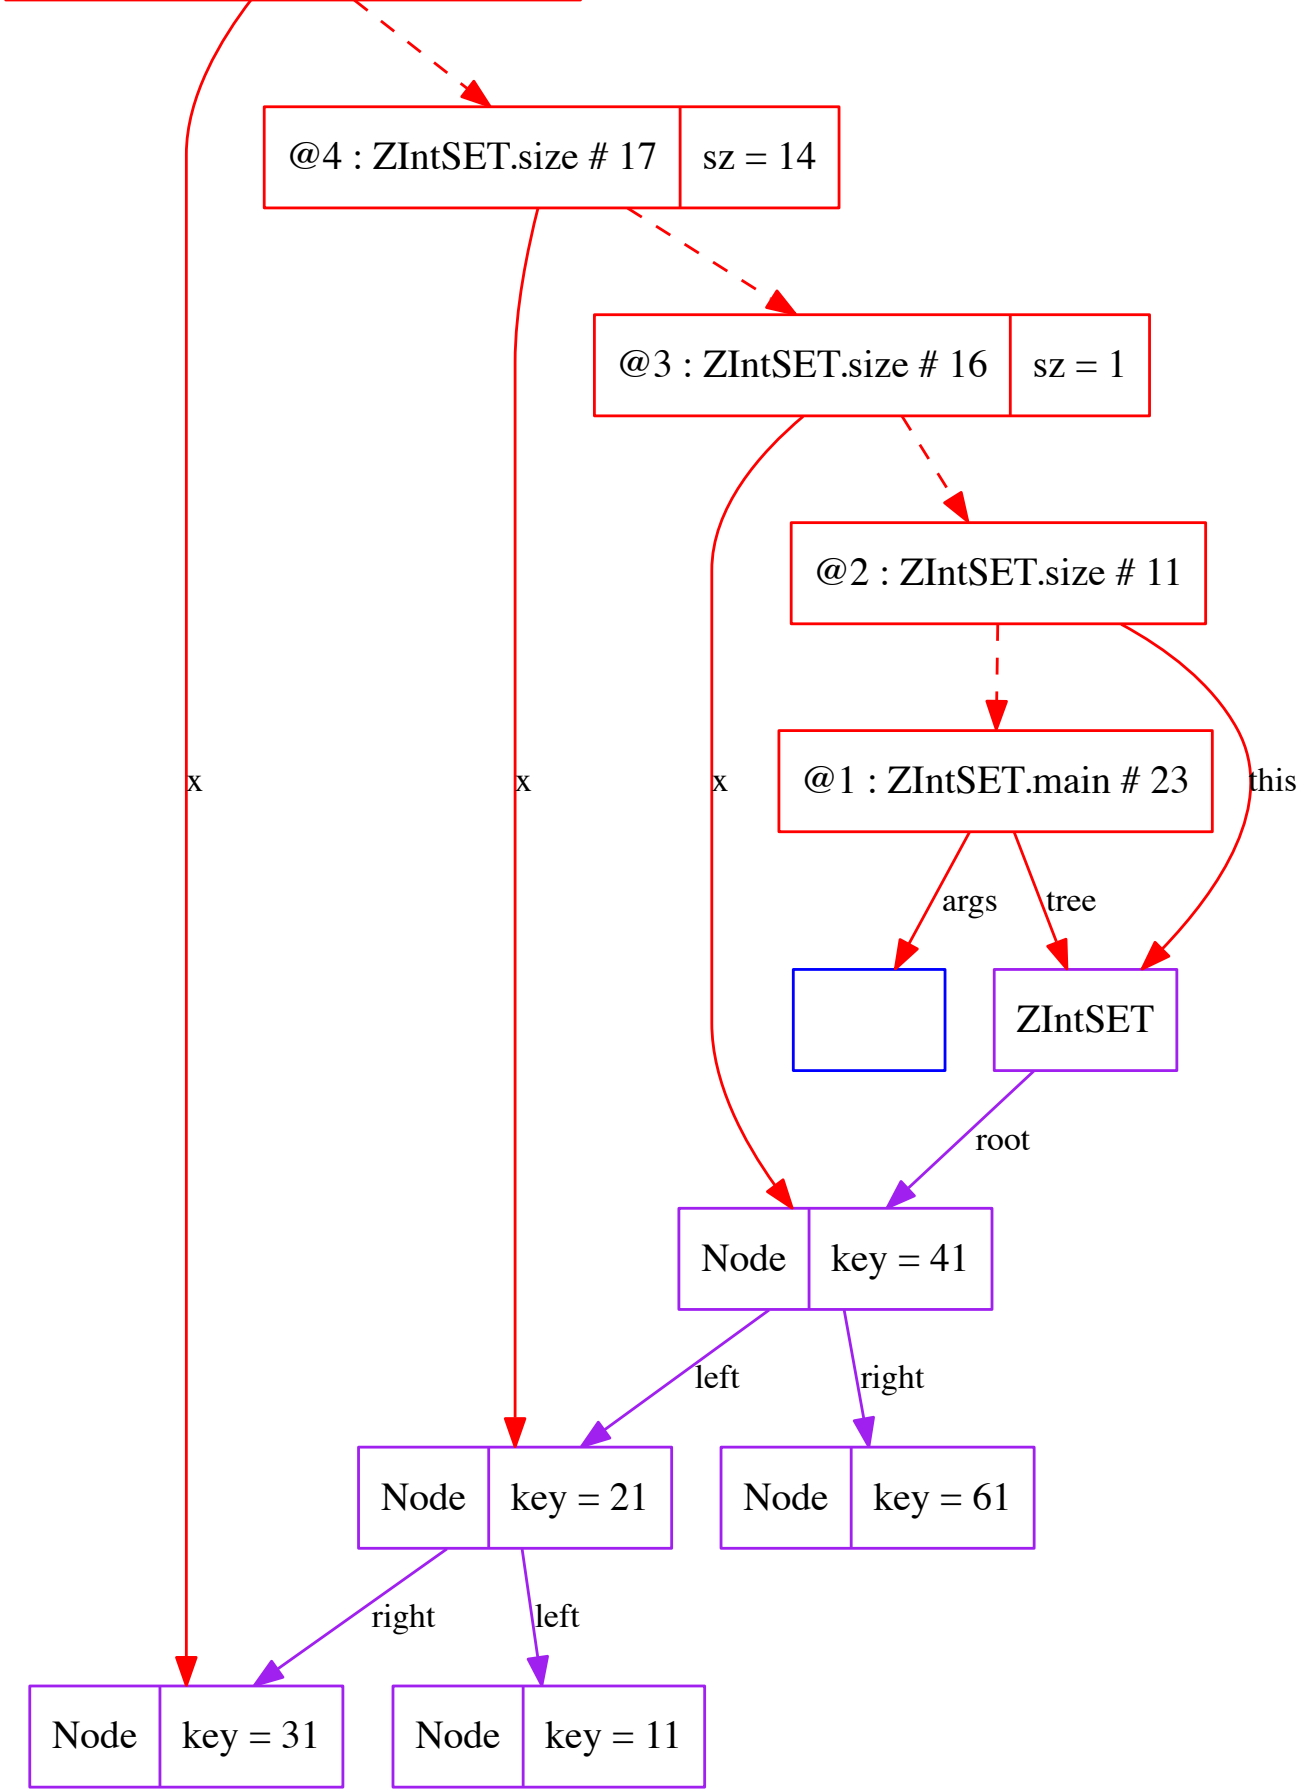 @4 : ZIntSET.size # 17 sz = 14
@3 : ZIntSET.size # 16 sz = 1
@2 : ZIntSET.size # 11
x x x @1 : ZIntSET.main # 23 this
args tree
ZIntSET
root
Node key = 41
left right
Node key = 21 Node key = 61
right left
Node key = 31 Node key = 11